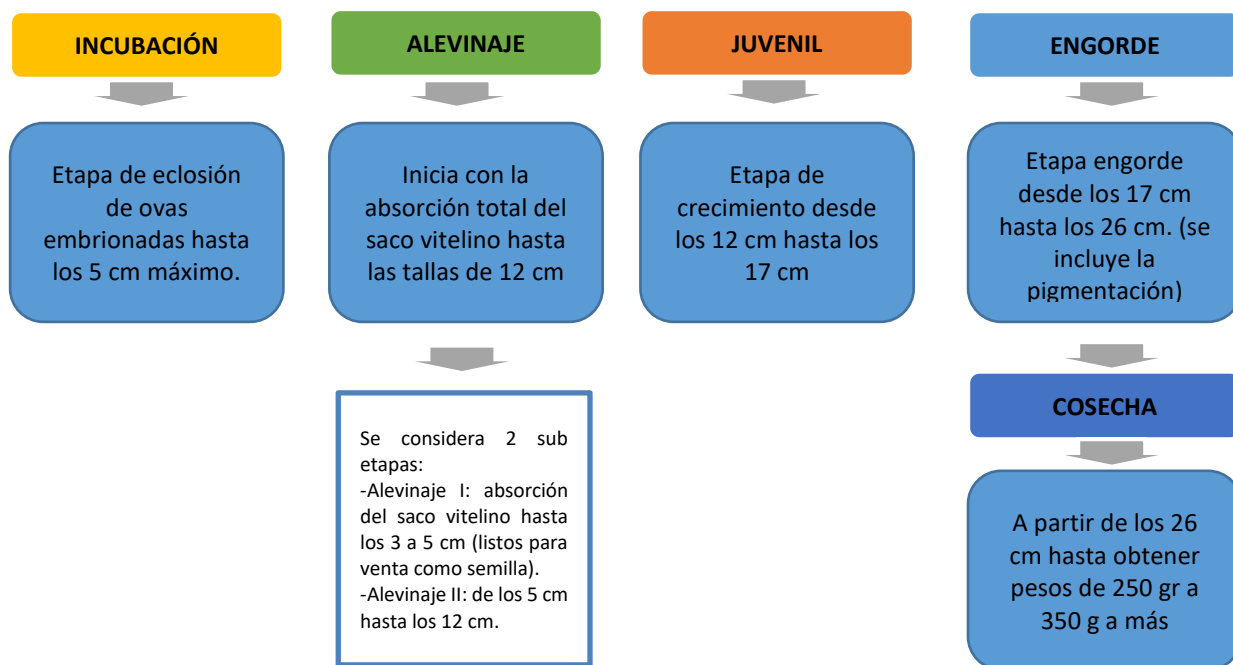 INCUBACIÓN
Etapa de eclosión
de ovas
embrionadas hasta
los 5 cm máximo.
ALEVINAJE
Inicia con la
absorción total del
saco vitelino hasta
las tallas de 12 cm
Se considera 2 sub
etapas:
-Alevinaje I: absorción
del saco vitelino hasta
los 3 a 5 cm (listos para
venta como semilla).
-Alevinaje II: de los 5 cm
hasta los 12 cm.
JUVENIL
Etapa de
crecimiento desde
los 12 cm hasta los
17 cm
ENGORDE
Etapa engorde
desde los 17 cm
hasta los 26 cm. (se
incluye la
pigmentación)
COSECHA
A partir de los 26
cm hasta obtener
pesos de 250 gr a
350 g a más